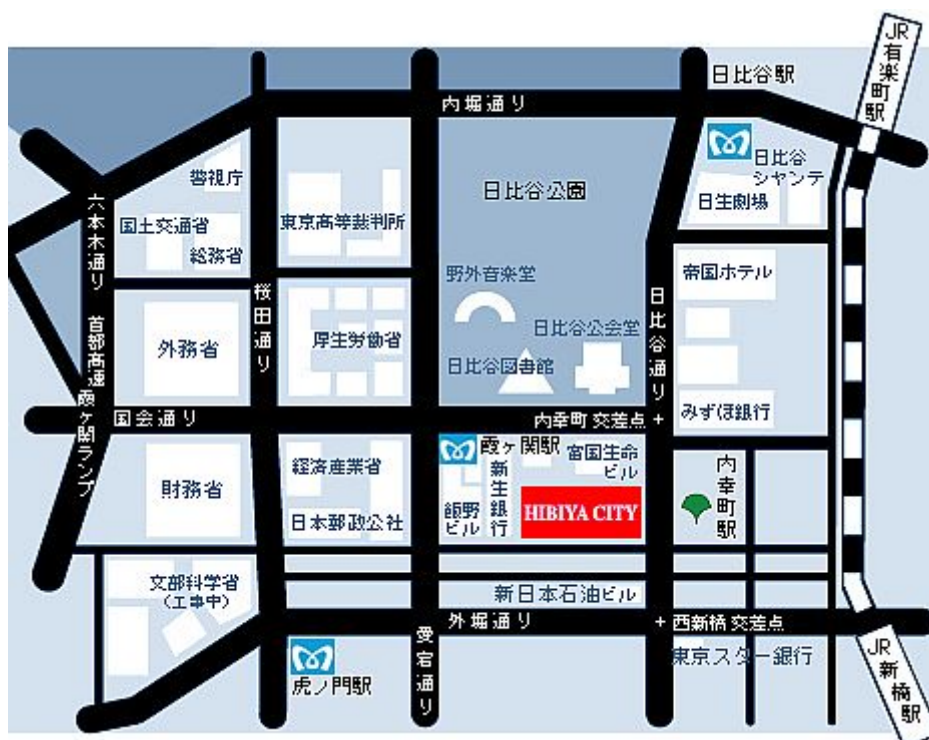 JR有楽町駅
日比谷駅
内堀通り
日比谷
シャンテ
警視庁
日比谷公園
日生劇場
六本木通り
国土交通省
東京高等裁判所
総務省
野外音楽堂
帝国ホテル
桜田通り
日比谷通り
首都高速
霞ヶ関ランプ
外務省
厚生労働省
日比谷公会堂
日比谷図書館
みずほ銀行
国会通り
内幸町 交差点
霞ヶ関駅
富国生命
ビル
経済産業省
財務省
新生銀行
内幸町駅
飯野
ビル
HIBIYA CITY
日本郵政公社
文部科学省
(工事中)
新日本石油ビル
外堀通り
西新橋 交差点
愛宕通り
虎ノ門駅
東京スター銀行
JR新橋駅